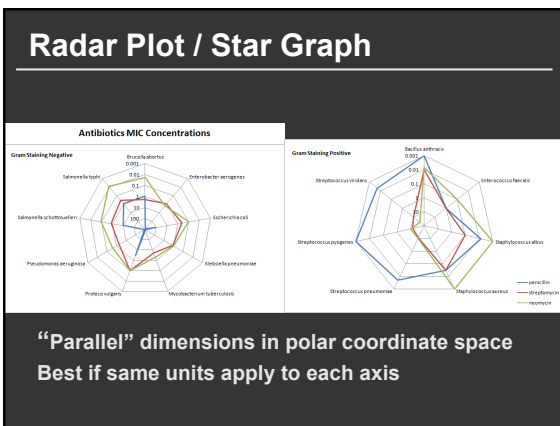 Radar Plot / Star Graph
Antibiotics MIC Concentrations
Gram Staining Negative
Brucella abortus
Enterobacter aerogenes
Escherichia coli
Klebsiella pneumoniae
Mycobacterium tuberculosis
Proteus vulgaris
Pseudomonas aeruginosa
Salmonella schottmuelleri
Salmonella typhi
0.001
0.01
0.1
1
10
100
Gram Staining Positive
Bacillus anthracis
Enterococcus faecalis
Staphylococcus albus
Staphylococcus aureus
Streptococcus pneumoniae
Streptococcus pyogenes
Streptococcus viridans
0.001
0.01
0.1
1
10
penicillin
streptomycin
neomycin
“Parallel” dimensions in polar coordinate space
Best if same units apply to each axis